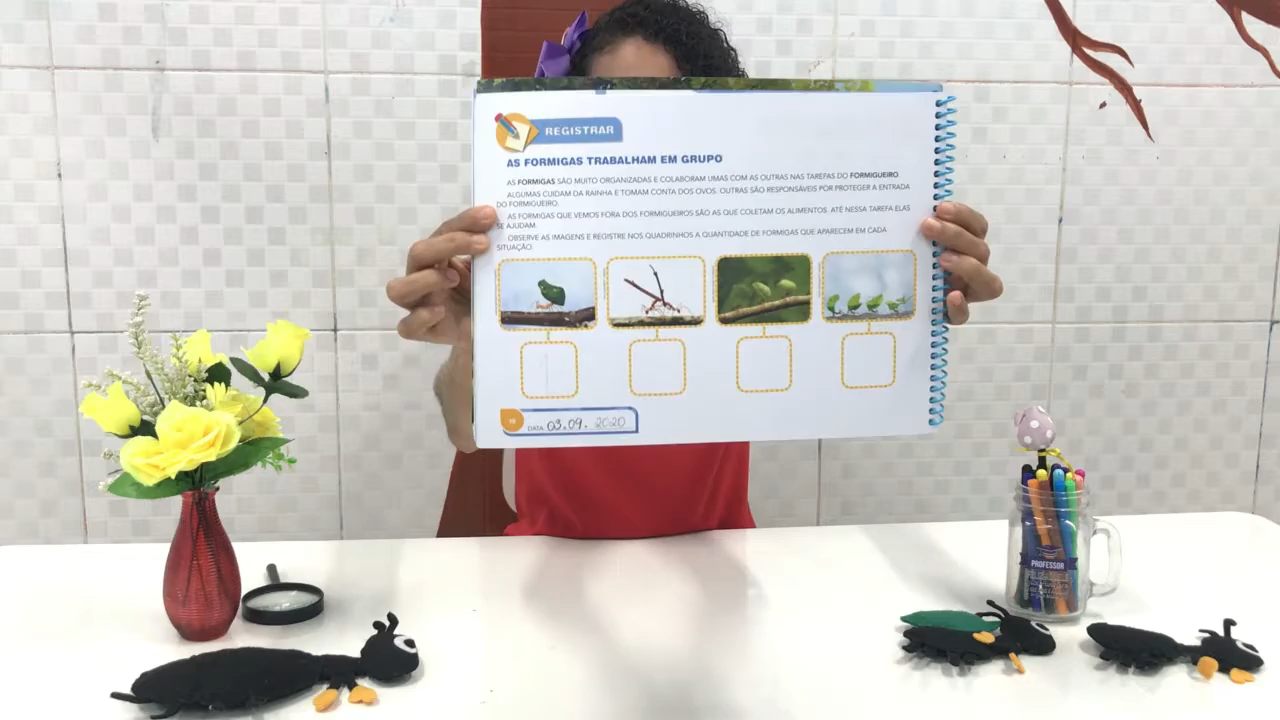 REGISTRAR
AS FORMIGAS TRABALHAM EM GRUPO
AS FORMIGAS SÃO MUITO ORGANIZADAS E COLABORAM UMAS COM AS OUTRAS NAS TAREFAS DO FORMIGUEIRO.
ALGUMAS CUIDAM DA RAINHA E TOMAM CONTA DOS OVOS. OUTRAS SÃO RESPONSÁVEIS POR PROTEGER A ENTRADA
DO FORMIGUEIRO.
AS FORMIGAS QUE VEMOS FORA DOS FORMIGUEIROS SÃO AS QUE COLETAM OS ALIMENTOS. ATÉ NESSA TAREFA ELAS
SE AJUDAM.
OBSERVE AS IMAGENS E REGISTRE NOS QUADRINHOS A QUANTIDADE DE FORMIGAS QUE APARECEM EM CADA
SITUAÇÃO.
1
DATA: 03.09.2020
PROFESSOR